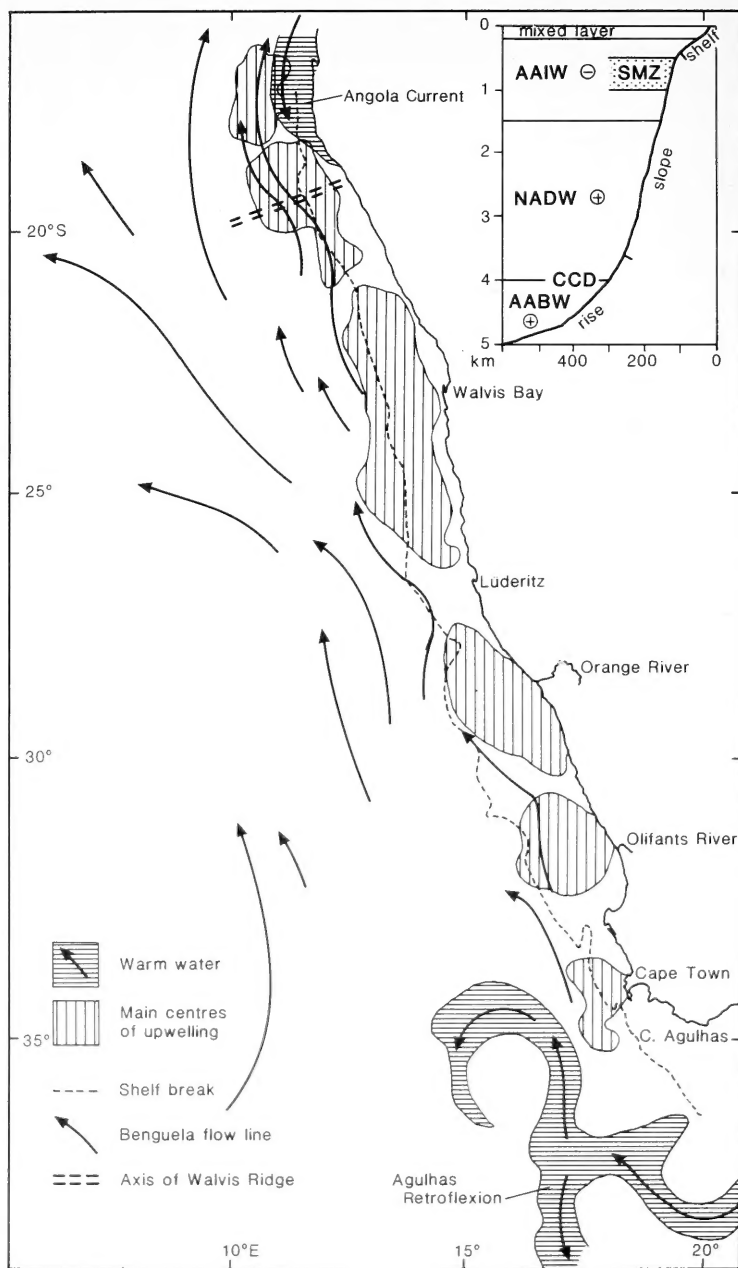 Angola Current
20°S
Walvis Bay
25°
Lüderitz
Orange River
30°
Olifants River
Cape Town
35°
C. Agulhas
Agulhas
Retroflexion
10°E
15°
20°
Warm water
Main centres
of upwelling
Shelf break
Benguela flow line
Axis of Walvis Ridge
mixed layer
shelf
AAIW ⊖ SMZ
NADW ⊕
slope
CCD
AABW
⊕
rise
0
1
2
3
4
5
km 400 200 0